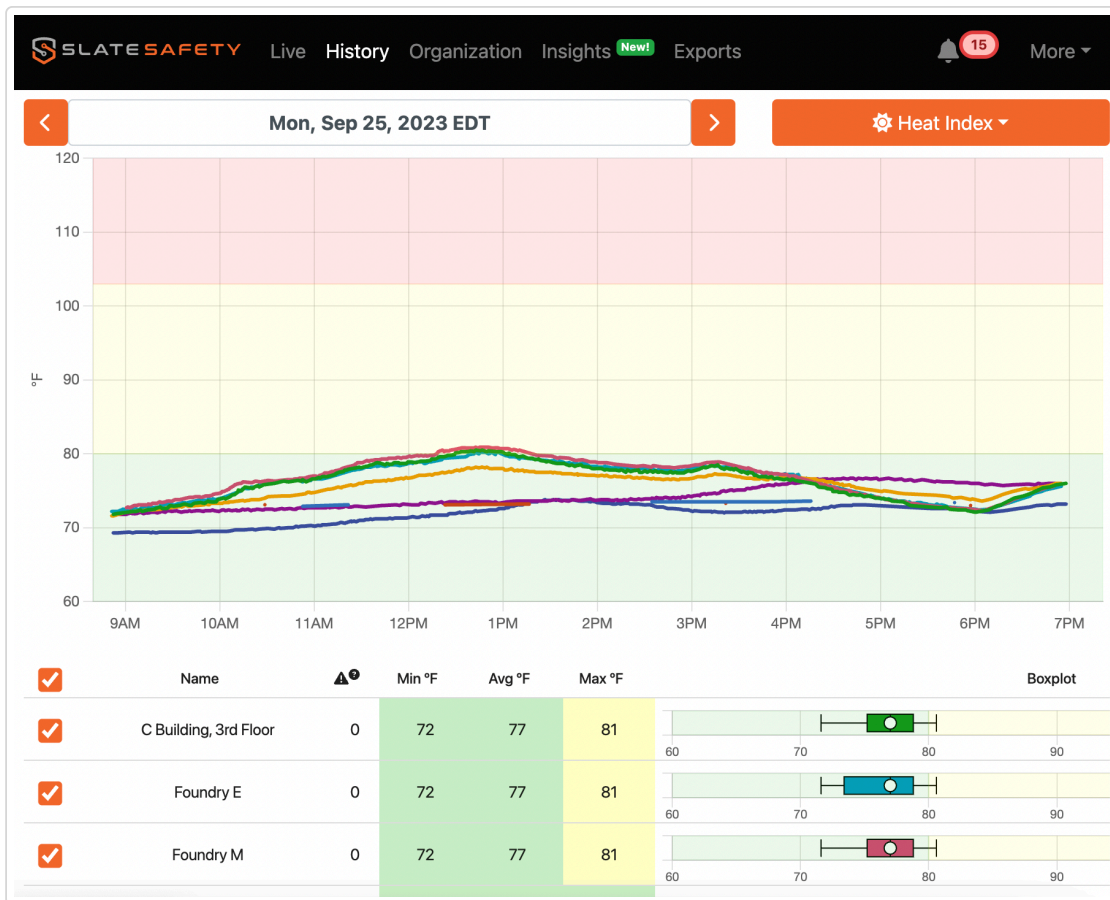 SLATESAFETY Live History Organization Insights New! Exports 15 More
Mon, Sep 25, 2023 EDT Heat Index
120
110
100
90
80
70
60
°F
9AM 10AM 11AM 12PM 1PM 2PM 3PM 4PM 5PM 6PM 7PM
Name ? Min °F Avg °F Max °F Boxplot
C Building, 3rd Floor 0 72 77 81
60 70 80 90
Foundry E 0 72 77 81
60 70 80 90
Foundry M 0 72 77 81
60 70 80 90